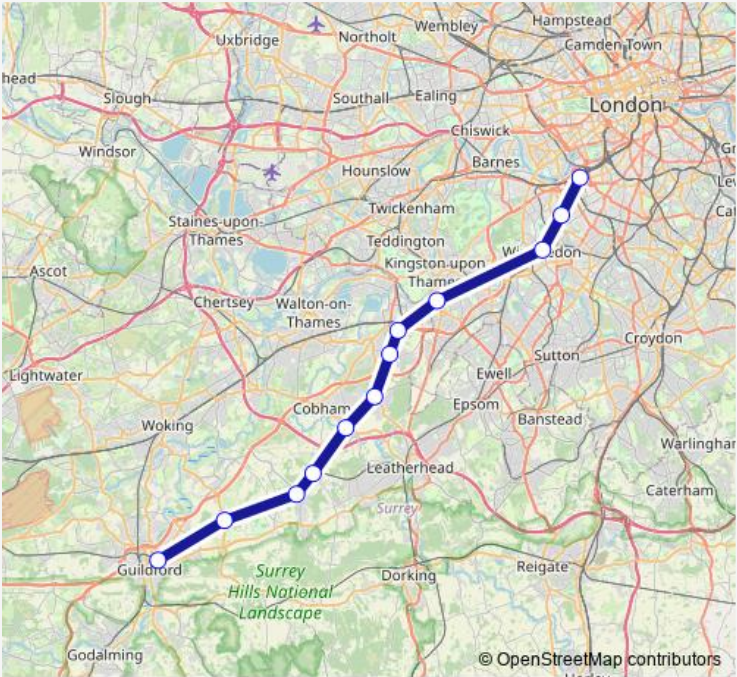 Hampstead
Wembley
Uxbridge
Northolt
Camden Town
head
Slough
Southall
Ealing
London
Chiswick
Windsor
Barnes
Hounslow
Twickenham
Staines-upon-
Thames
Teddington
Kingston upon
Thames
Ascot
Chertsey
Walton-on-
Thames
Croydon
Sutton
Lightwater
Ewell
Epsom
Cobham
Banstead
Woking
Warlingham
Leatherhead
Caterham
Surrey
Guildford
Surrey
Hills National
Landscape
Dorking
Reigate
Godalming
© OpenStreetMap contributors